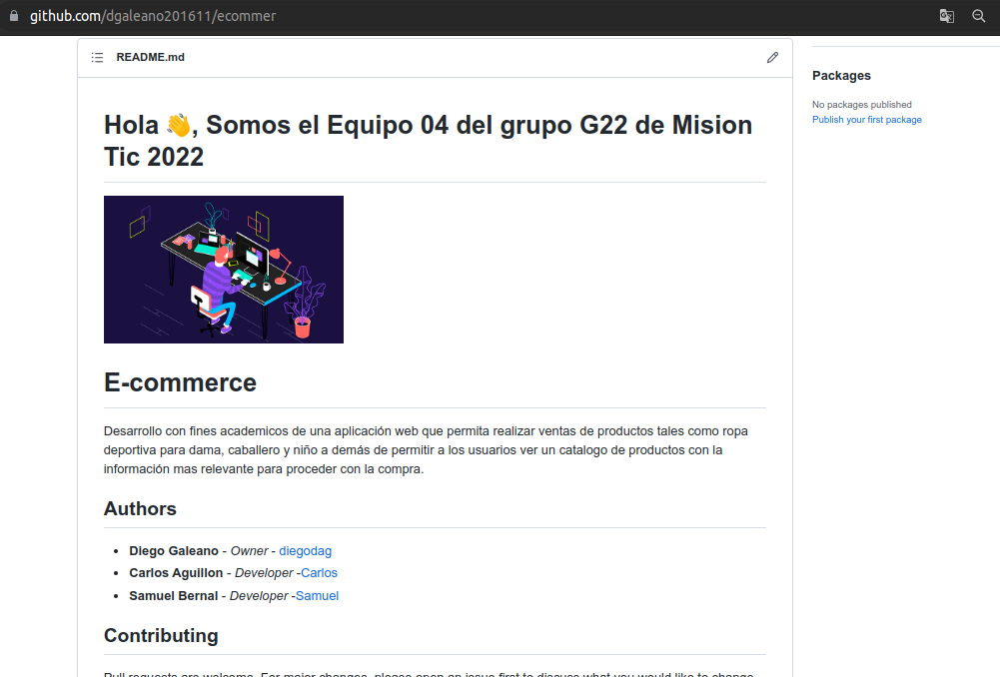 github.com/dgaleano201611/ecommer
README.md
Hola 👋, Somos el Equipo 04 del grupo G22 de Mision
Tic 2022
E-commerce
Desarrollo con fines academicos de una aplicación web que permita realizar ventas de productos tales como ropa
deportiva para dama, caballero y niño a demás de permitir a los usuarios ver un catalogo de productos con la
información mas relevante para proceder con la compra.
Authors
Diego Galeano - Owner - diegodag
Carlos Aguillon - Developer -Carlos
Samuel Bernal - Developer -Samuel
Contributing
Pull requests are welcome. For major changes, please open an issue first to discuss what you would like to change.
Packages
No packages published
Publish your first package